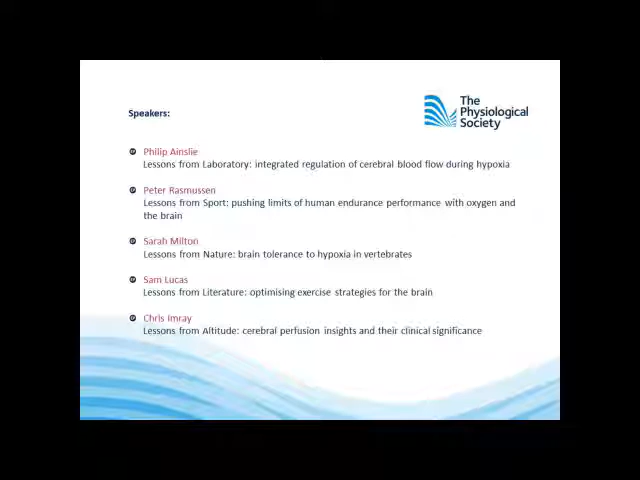 The
Physiological
Society
Speakers:
Philip Ainslie
Lessons from Laboratory: integrated regulation of cerebral blood flow during hypoxia
Peter Rasmussen
Lessons from Sport: pushing limits of human endurance performance with oxygen and
the brain
Sarah Milton
Lessons from Nature: brain tolerance to hypoxia in vertebrates
Sam Lucas
Lessons from Literature: optimising exercise strategies for the brain
Chris Imray
Lessons from Altitude: cerebral perfusion insights and their clinical significance